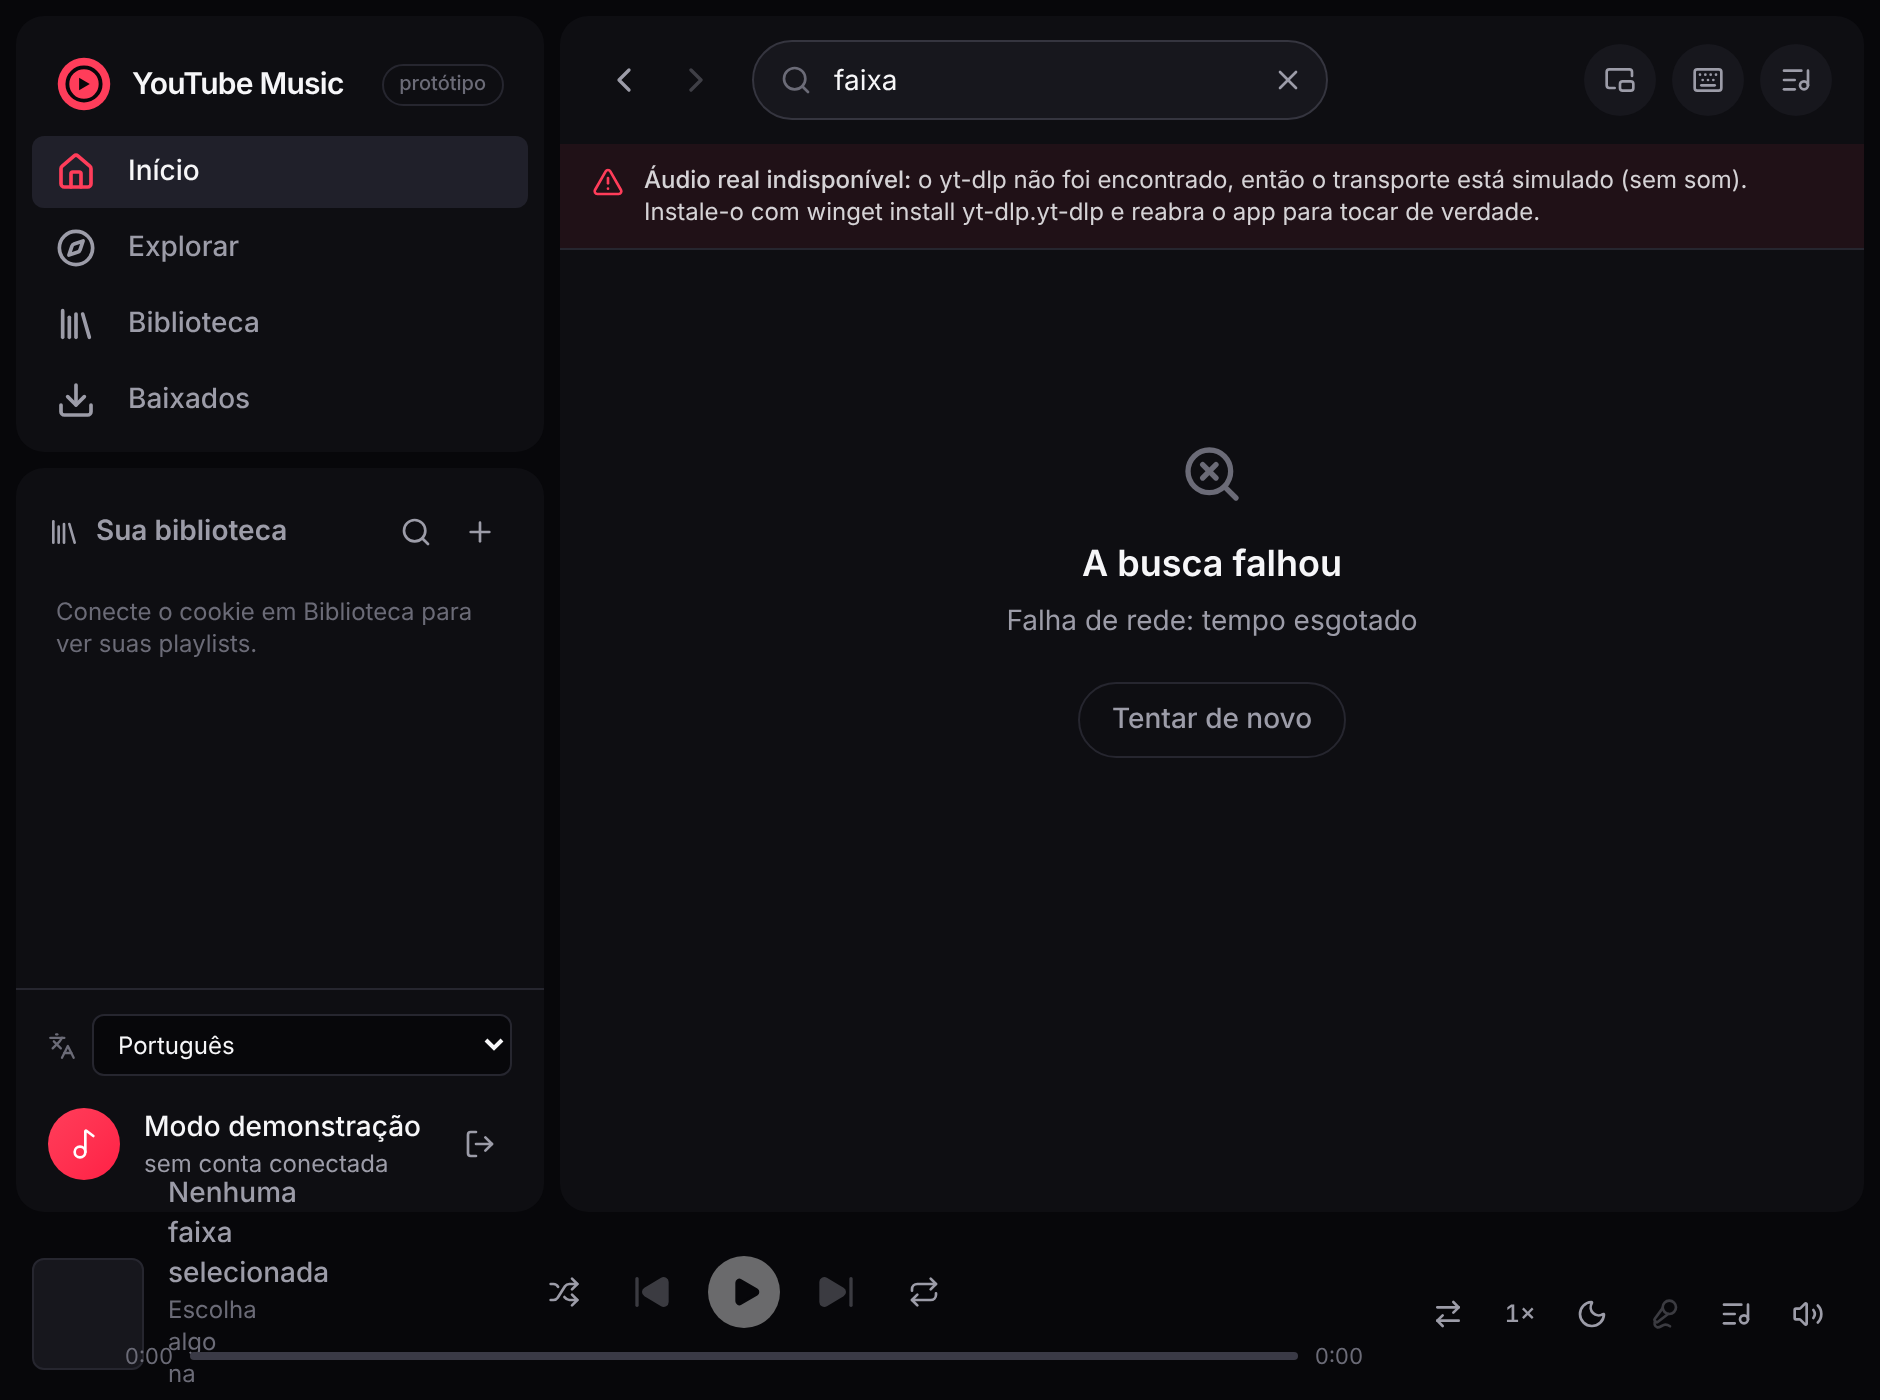 YouTube Music
protótipo
Início
Explorar
Biblioteca
Baixados
Sua biblioteca
Conecte o cookie em Biblioteca para
ver suas playlists.
Português
Modo demonstração
sem conta conectada
faixa
Áudio real indisponível: o yt-dlp não foi encontrado, então o transporte está simulado (sem som).
Instale-o com winget install yt-dlp.yt-dlp e reabra o app para tocar de verdade.
A busca falhou
Falha de rede: tempo esgotado
Tentar de novo
Nenhuma
faixa
selecionada
Escolha
algo
na
0:00
0:00
1×